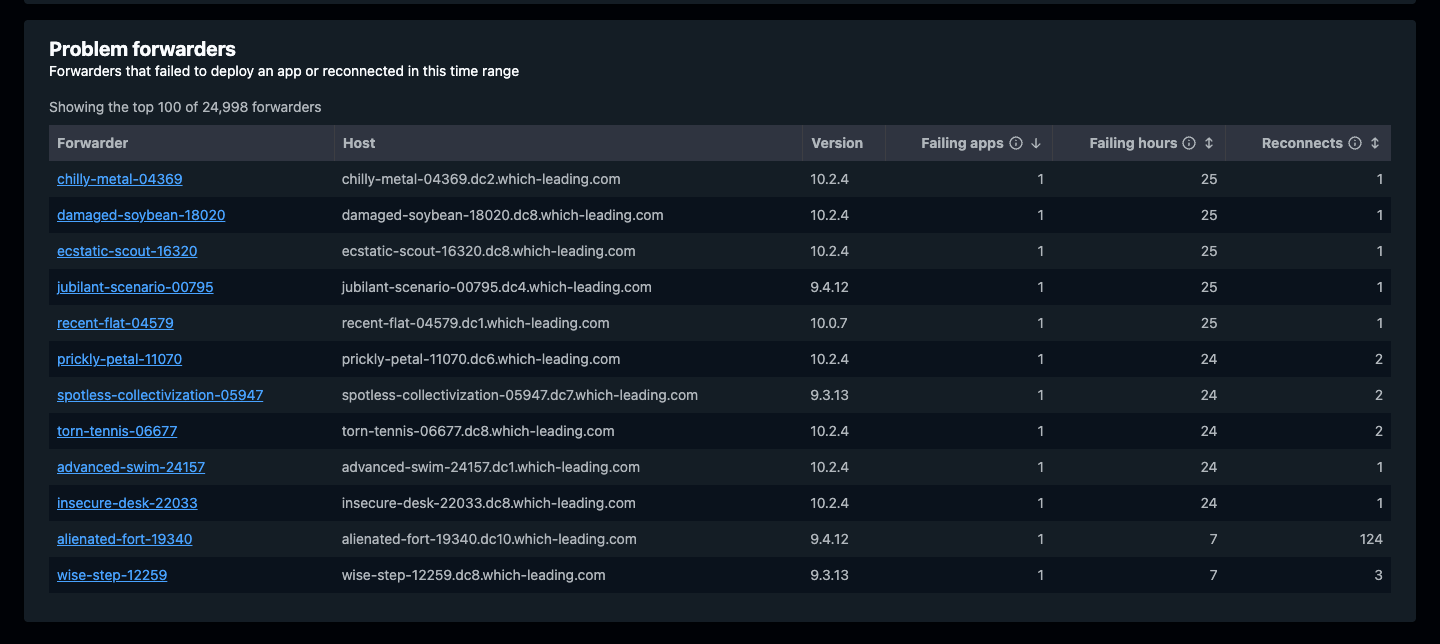 Problem forwarders
Forwarders that failed to deploy an app or reconnected in this time range
Showing the top 100 of 24,998 forwarders
Forwarder Host Version Failing apps Failing hours Reconnects
chilly-metal-04369 chilly-metal-04369.dc2.which-leading.com 10.2.4 1 25 1
damaged-soybean-18020 damaged-soybean-18020.dc8.which-leading.com 10.2.4 1 25 1
ecstatic-scout-16320 ecstatic-scout-16320.dc8.which-leading.com 10.2.4 1 25 1
jubilant-scenario-00795 jubilant-scenario-00795.dc4.which-leading.com 9.4.12 1 25 1
recent-flat-04579 recent-flat-04579.dc1.which-leading.com 10.0.7 1 25 1
prickly-petal-11070 prickly-petal-11070.dc6.which-leading.com 10.2.4 1 24 2
spotless-collectivization-05947 spotless-collectivization-05947.dc7.which-leading.com 9.3.13 1 24 2
torn-tennis-06677 torn-tennis-06677.dc8.which-leading.com 10.2.4 1 24 2
advanced-swim-24157 advanced-swim-24157.dc1.which-leading.com 10.2.4 1 24 1
insecure-desk-22033 insecure-desk-22033.dc8.which-leading.com 10.2.4 1 24 1
alienated-fort-19340 alienated-fort-19340.dc10.which-leading.com 9.4.12 1 7 124
wise-step-12259 wise-step-12259.dc8.which-leading.com 9.3.13 1 7 3